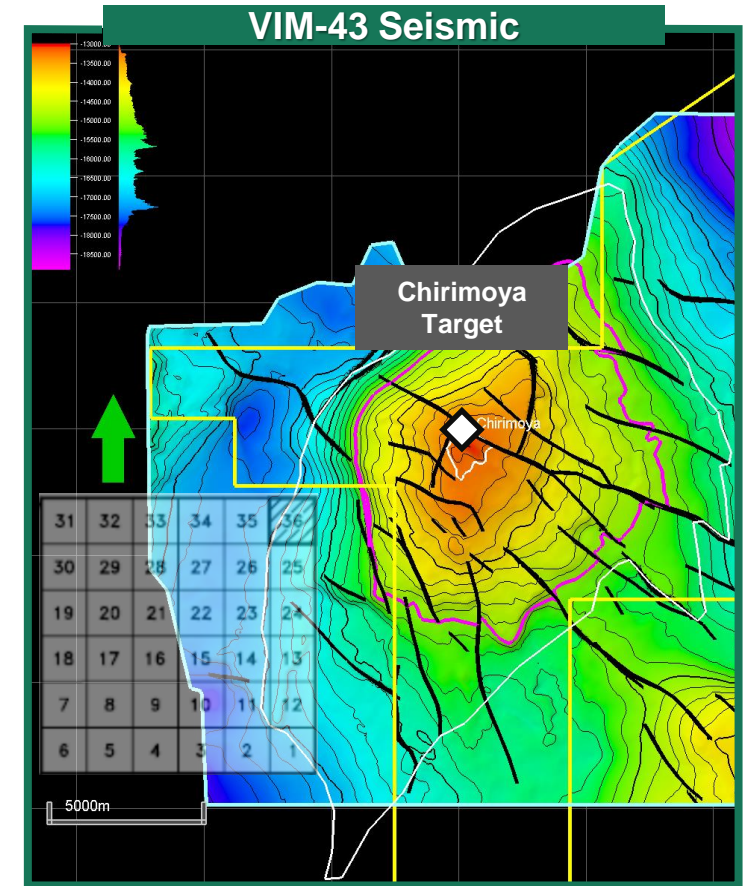 VIM-43 Seismic
-13000.00
-13500.00
-14000.00
-14500.00
-15000.00
-15500.00
-16000.00
-16500.00
-17000.00
-17500.00
-18000.00
-18500.00
Chirimoya
Target
Chirimoya
31 32 33 34 35 36
30 29 28 27 26 25
19 20 21 22 23 24
18 17 16 15 14 13
7 8 9 10 11 12
6 5 4 3 2 1
5000m